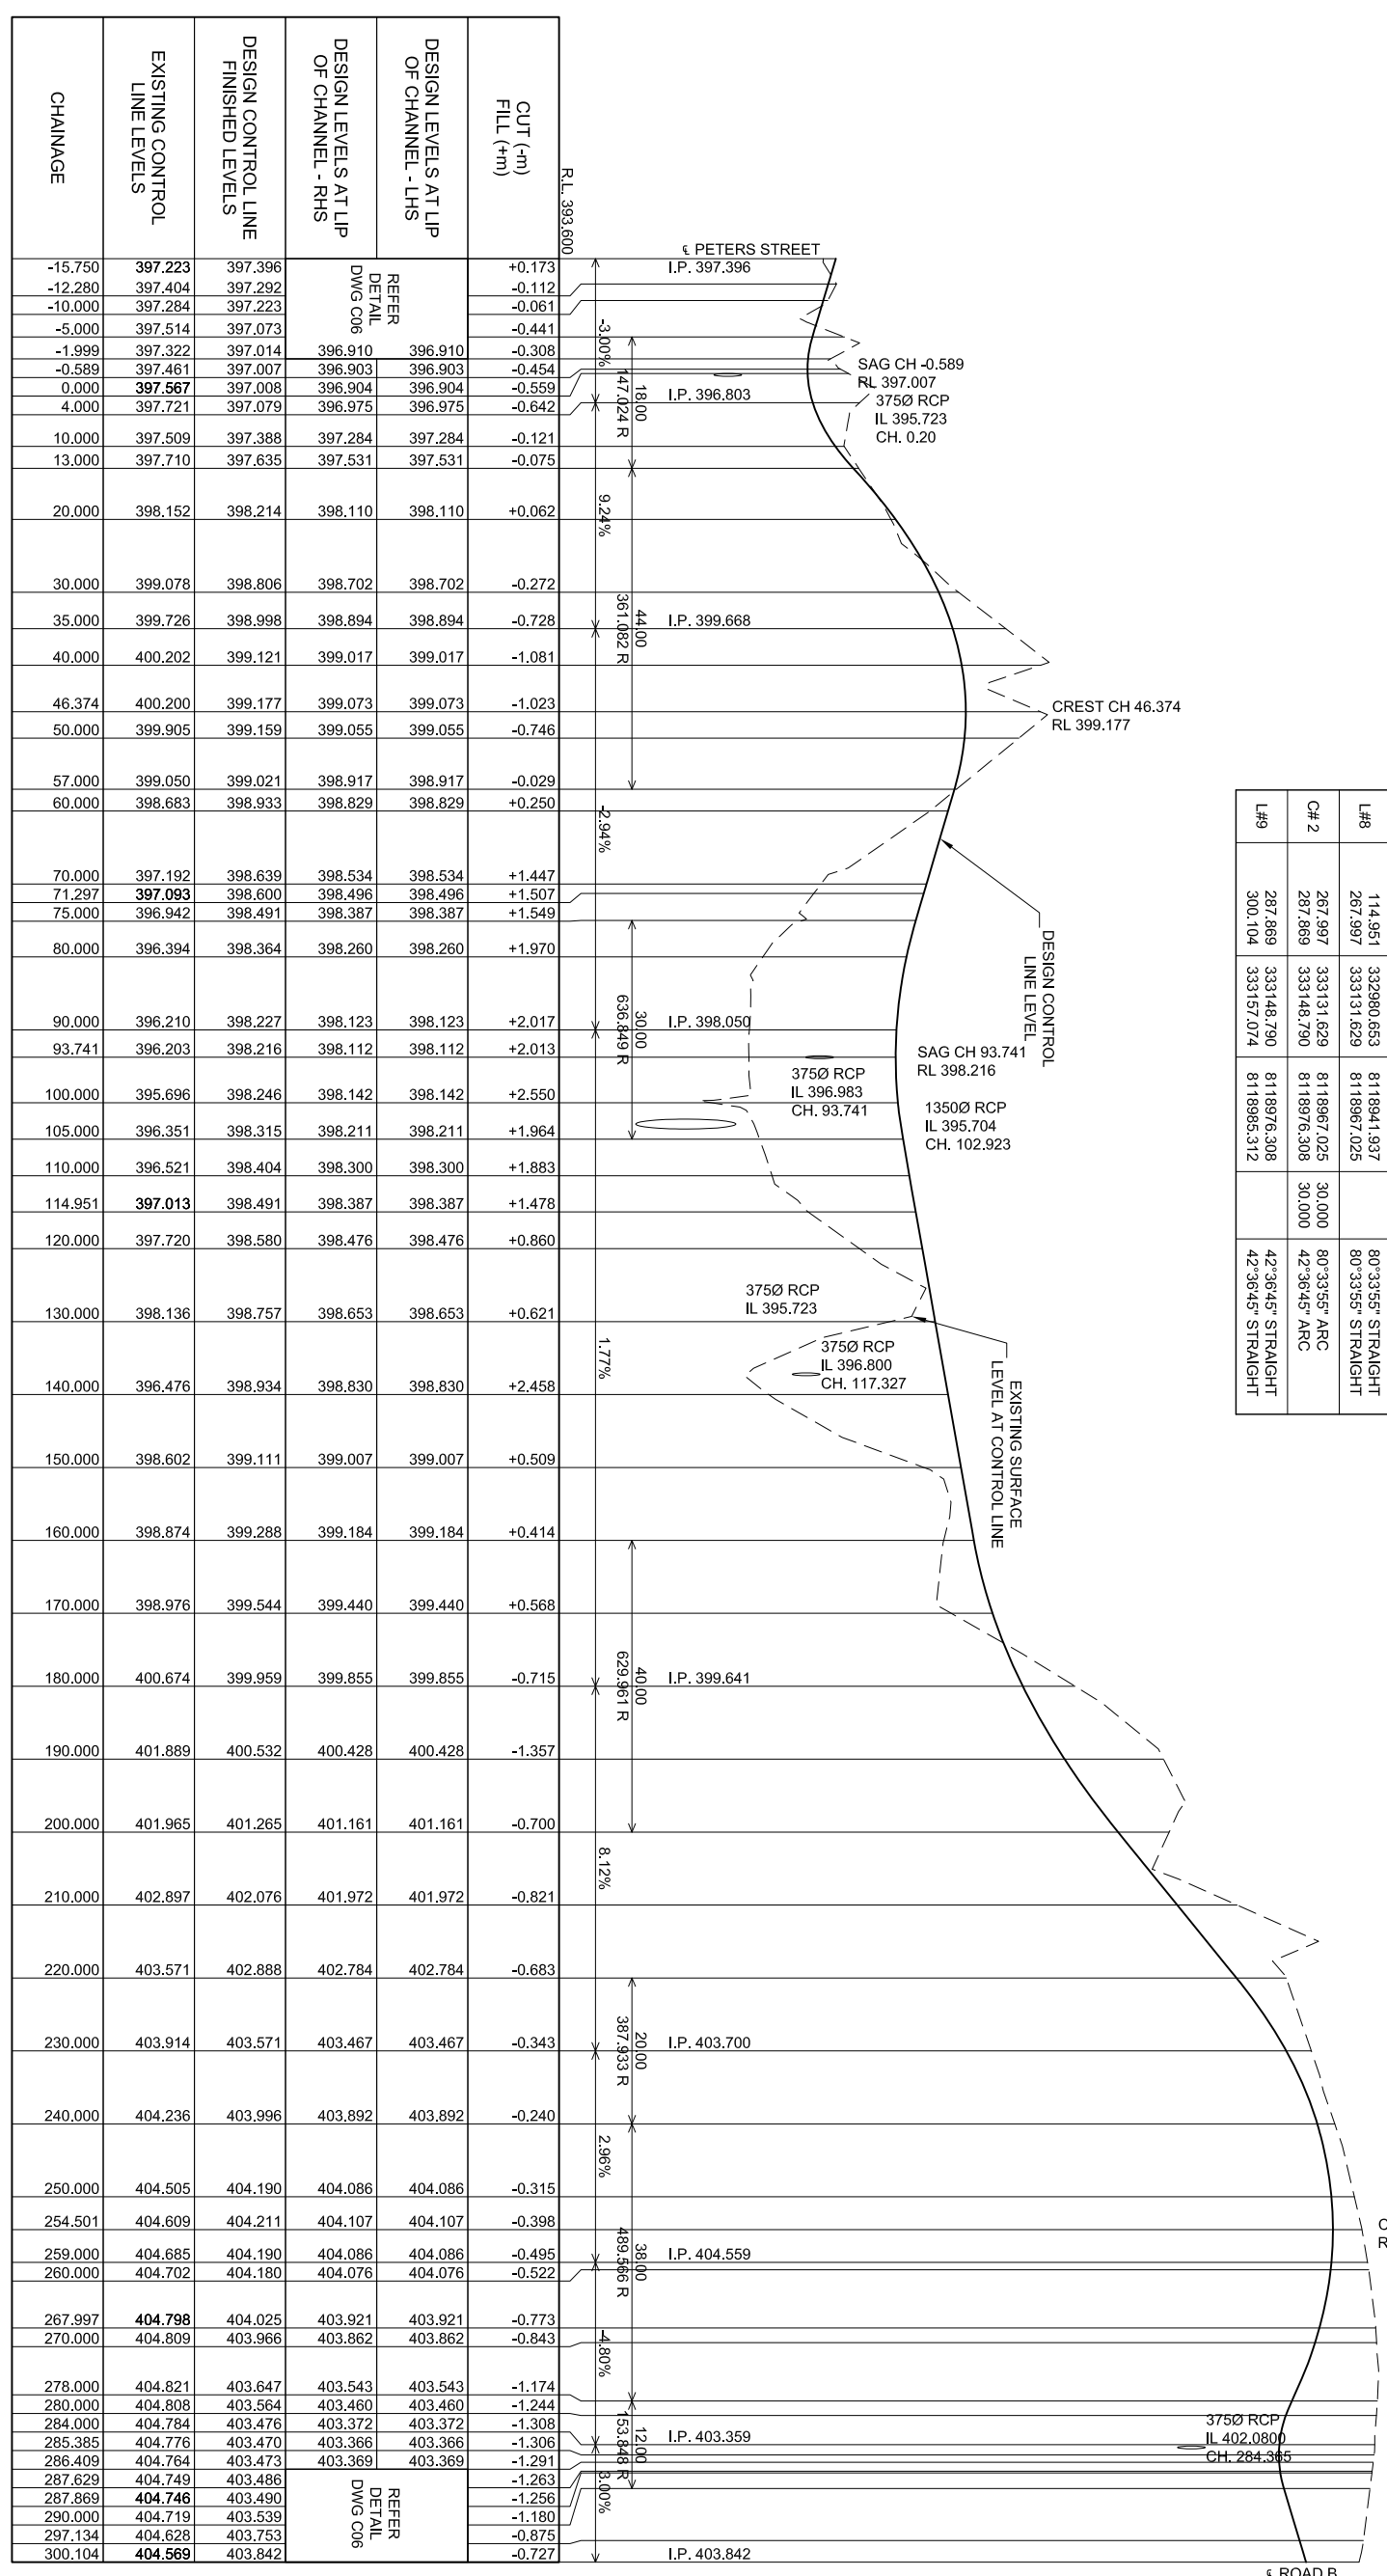 CHAINAGE
EXISTING CONTROL
LINE LEVELS
DESIGN CONTROL LINE
FINISHED LEVELS
DESIGN LEVELS AT LIP
OF CHANNEL - RHS
DESIGN LEVELS AT LIP
OF CHANNEL - LHS
CUT (-m)
FILL (+m)
R.L. 393.600
-15.750 397.223 397.396 +0.173
-12.280 397.404 397.292 -0.112
-10.000 397.284 397.223 -0.061
-5.000 397.514 397.073 -0.441
-1.999 397.322 397.014 396.910 396.910 -0.308
REFER
DETAIL
DWG C06
-0.589 397.461 397.007 396.903 396.903 -0.454
0.000 397.567 397.008 396.904 396.904 -0.559
4.000 397.721 397.079 396.975 396.975 -0.642
10.000 397.509 397.388 397.284 397.284 -0.121
13.000 397.710 397.635 397.531 397.531 -0.075
20.000 398.152 398.214 398.110 398.110 +0.062
30.000 399.078 398.806 398.702 398.702 -0.272
35.000 399.726 398.998 398.894 398.894 -0.728
40.000 400.202 399.121 399.017 399.017 -1.081
46.374 400.200 399.177 399.073 399.073 -1.023
50.000 399.905 399.159 399.055 399.055 -0.746
57.000 399.050 399.021 398.917 398.917 -0.029
60.000 398.683 398.933 398.829 398.829 +0.250
70.000 397.192 398.639 398.534 398.534 +1.447
71.297 397.093 398.600 398.496 398.496 +1.507
75.000 396.942 398.491 398.387 398.387 +1.549
80.000 396.394 398.364 398.260 398.260 +1.970
90.000 396.210 398.227 398.123 398.123 +2.017
93.741 396.203 398.216 398.112 398.112 +2.013
100.000 395.696 398.246 398.142 398.142 +2.550
105.000 396.351 398.315 398.211 398.211 +1.964
110.000 396.521 398.404 398.300 398.300 +1.883
114.951 397.013 398.491 398.387 398.387 +1.478
120.000 397.720 398.580 398.476 398.476 +0.860
130.000 398.136 398.757 398.653 398.653 +0.621
140.000 396.476 398.934 398.830 398.830 +2.458
150.000 398.602 399.111 399.007 399.007 +0.509
160.000 398.874 399.288 399.184 399.184 +0.414
170.000 398.976 399.544 399.440 399.440 +0.568
180.000 400.674 399.959 399.855 399.855 -0.715
190.000 401.889 400.532 400.428 400.428 -1.357
200.000 401.965 401.265 401.161 401.161 -0.700
210.000 402.897 402.076 401.972 401.972 -0.821
220.000 403.571 402.888 402.784 402.784 -0.683
230.000 403.914 403.571 403.467 403.467 -0.343
240.000 404.236 403.996 403.892 403.892 -0.240
250.000 404.505 404.190 404.086 404.086 -0.315
254.501 404.609 404.211 404.107 404.107 -0.398
259.000 404.685 404.190 404.086 404.086 -0.495
260.000 404.702 404.180 404.076 404.076 -0.522
267.997 404.798 404.025 403.921 403.921 -0.773
270.000 404.809 403.966 403.862 403.862 -0.843
278.000 404.821 403.647 403.543 403.543 -1.174
280.000 404.808 403.564 403.460 403.460 -1.244
284.000 404.784 403.476 403.372 403.372 -1.308
285.385 404.776 403.470 403.366 403.366 -1.306
286.409 404.764 403.473 403.369 403.369 -1.291
287.629 404.749 403.486 -1.263
287.869 404.746 403.490 -1.256
290.000 404.719 403.539 -1.180
297.134 404.628 403.753 -0.875
300.104 404.569 403.842 -0.727
REFER
DETAIL
DWG C06
-3.00%
9.24%
-2.94%
1.77%
8.12%
2.96%
-4.80%
3.00%
18.00
147.024 R
44.00
361.082 R
30.00
636.849 R
40.00
629.961 R
20.00
387.933 R
38.00
489.566 R
12.00
153.848 R
℄ PETERS STREET
I.P. 397.396
I.P. 396.803
I.P. 399.668
I.P. 398.050
I.P. 399.641
I.P. 403.700
I.P. 404.559
I.P. 403.359
I.P. 403.842
SAG CH -0.589
RL 397.007
375Ø RCP
IL 395.723
CH. 0.20
CREST CH 46.374
RL 399.177
DESIGN CONTROL
LINE LEVEL
SAG CH 93.741
RL 398.216
375Ø RCP
IL 396.983
CH. 93.741
1350Ø RCP
IL 395.704
CH. 102.923
375Ø RCP
IL 395.723
375Ø RCP
IL 396.800
CH. 117.327
EXISTING SURFACE
LEVEL AT CONTROL LINE
375Ø RCP
IL 402.0800
CH. 284.365
℄ ROAD B
L#8
114.951 332980.653 8118941.937 80°33'55" STRAIGHT
267.997 333131.629 8118967.025 80°33'55" STRAIGHT
C# 2
267.997 333131.629 8118967.025 30.000 80°33'55" ARC
287.869 333148.790 8118976.308 30.000 42°36'45" ARC
L#9
287.869 333148.790 8118976.308 42°36'45" STRAIGHT
300.104 333157.074 8118985.312 42°36'45" STRAIGHT